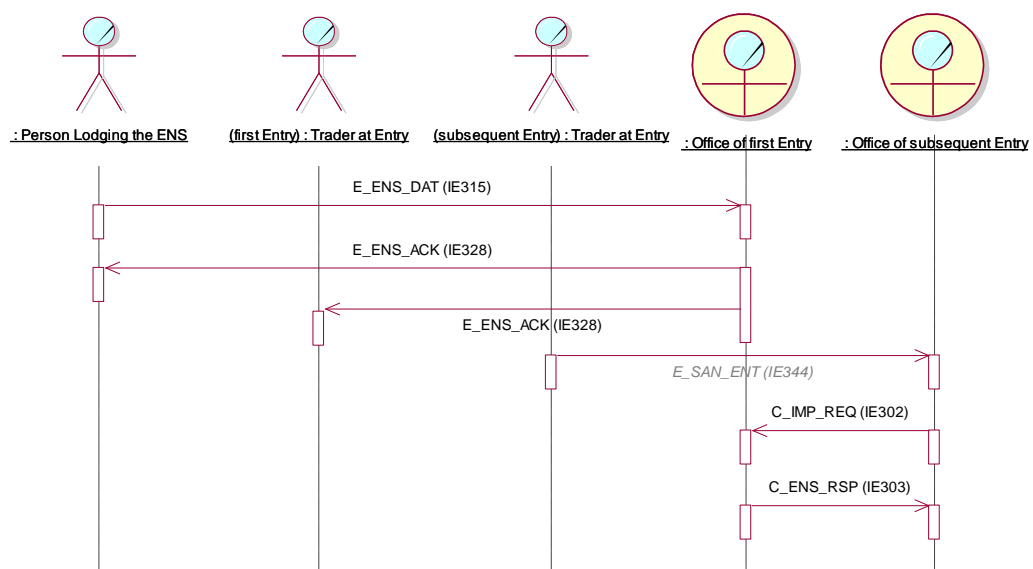 : Person Lodging the ENS
(first Entry) : Trader at Entry
(subsequent Entry) : Trader at Entry
: Office of first Entry
: Office of subsequent Entry
E_ENS_DAT (IE315)
E_ENS_ACK (IE328)
E_ENS_ACK (IE328)
E_SAN_ENT (IE344)
C_IMP_REQ (IE302)
C_ENS_RSP (IE303)